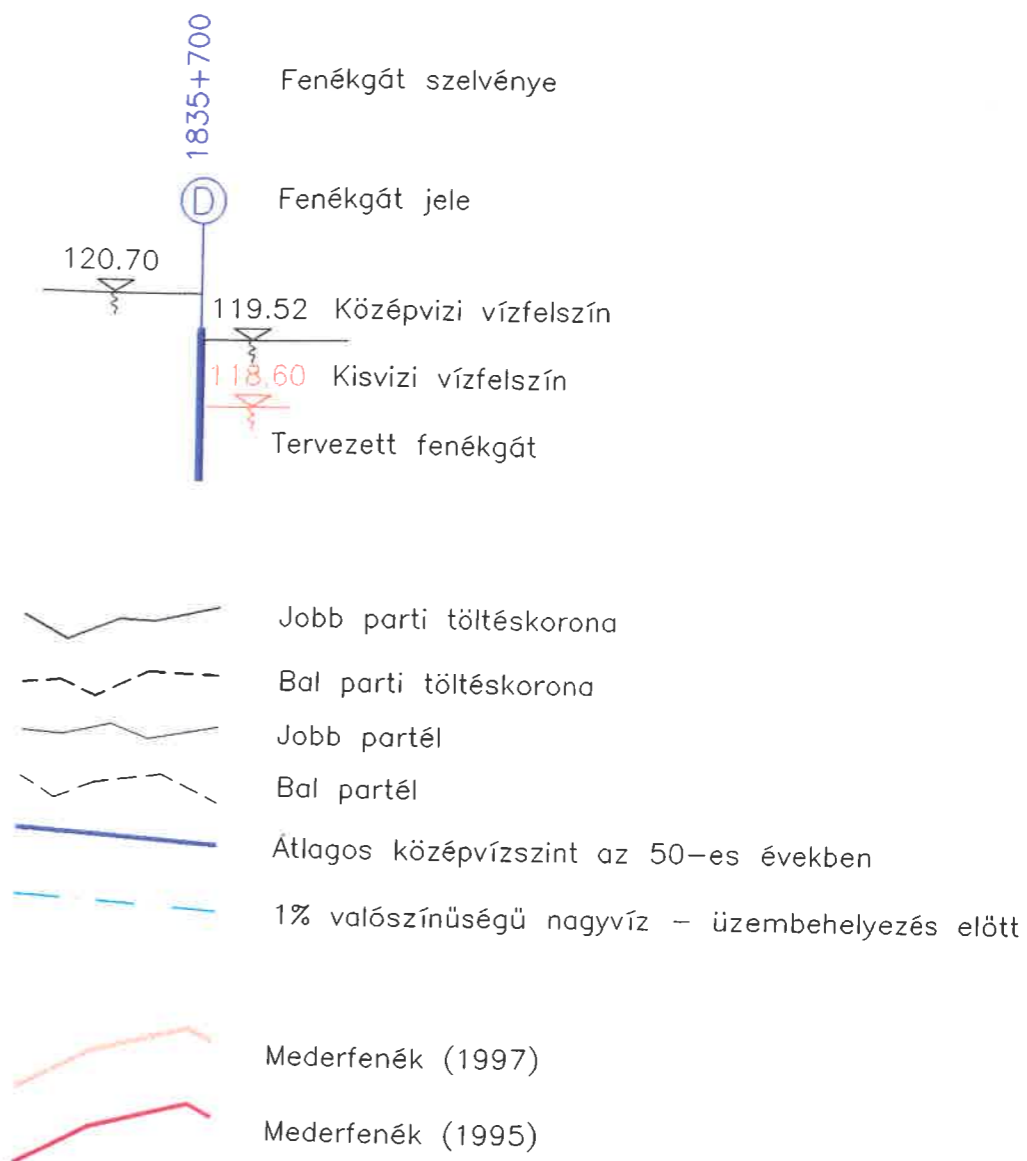 1835+700
Fenékgát szelvénye
D
Fenékgát jele
120.70
119.52 Középvizi vízfelszín
118.60 Kisvizi vízfelszín
Tervezett fenékgát
Jobb parti töltéskorona
Bal parti töltéskorona
Jobb partél
Bal partél
Átlagos középvízszint az 50-es években
1% valószínüségü nagyvíz - üzembehelyezés elött
Mederfenék (1997)
Mederfenék (1995)